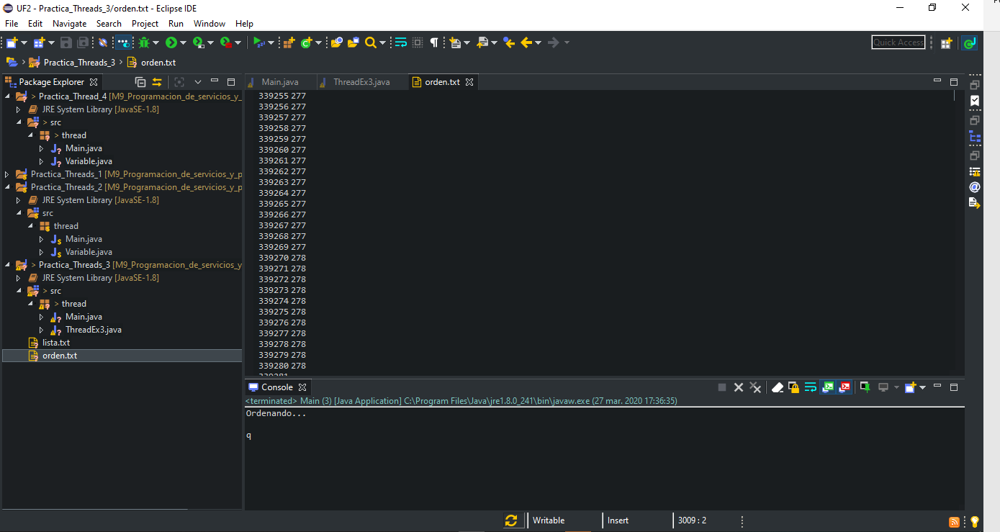 UF2 - Practica_Threads_3/orden.txt - Eclipse IDE
File Edit Navigate Search Project Run Window Help
Quick Access
Practica_Threads_3 orden.txt
Package Explorer
> Practica_Thread_4 [M9_Programacion_de_servicios_y_
JRE System Library [JavaSE-1.8]
> src
> thread
Main.java
Variable.java
Practica_Threads_1 [M9_Programacion_de_servicios_y_p
Practica_Threads_2 [M9_Programacion_de_servicios_y_p
JRE System Library [JavaSE-1.8]
src
thread
Main.java
Variable.java
> Practica_Threads_3 [M9_Programacion_de_servicios_y
JRE System Library [JavaSE-1.8]
> src
> thread
Main.java
ThreadEx3.java
lista.txt
orden.txt
Main.java ThreadEx3.java orden.txt
339255 277
339256 277
339257 277
339258 277
339259 277
339260 277
339261 277
339262 277
339263 277
339264 277
339265 277
339266 277
339267 277
339268 277
339269 277
339270 278
339271 278
339272 278
339273 278
339274 278
339275 278
339276 278
339277 278
339278 278
339279 278
339280 278
339281
Console
<terminated> Main (3) [Java Application] C:\Program Files\Java\jre1.8.0_241\bin\javaw.exe (27 mar. 2020 17:36:35)
Ordenando...
q
Writable Insert 3009 : 2